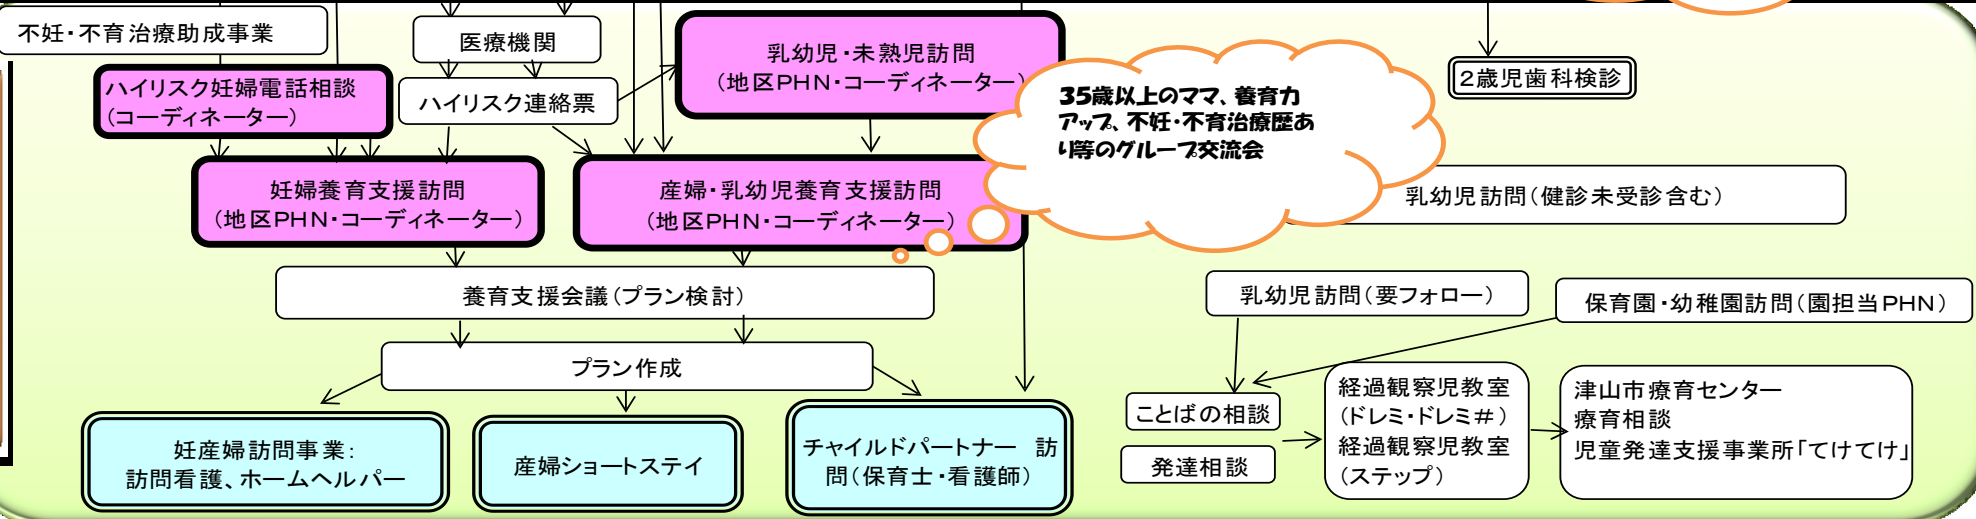 不妊・不育治療助成事業
医療機関
乳幼児・未熟児訪問
（地区PHN・コーディネーター）
2歳児歯科検診
ハイリスク妊婦電話相談
（コーディネーター）
ハイリスク連絡票
35歳以上のママ、養育力
アップ、不妊・不育治療歴あ
り等のグループ交流会
妊婦養育支援訪問
（地区PHN・コーディネーター）
産婦・乳幼児養育支援訪問
（地区PHN・コーディネーター）
乳幼児訪問（健診未受診含む）
養育支援会議（プラン検討）
乳幼児訪問（要フォロー）
保育園・幼稚園訪問（園担当PHN）
プラン作成
妊産婦訪問事業：
訪問看護、ホームヘルパー
産婦ショートステイ
チャイルドパートナー　訪
問（保育士・看護師）
ことばの相談
発達相談
経過観察児教室
（ドレミ・ドレミ＃）
経過観察児教室
（ステップ）
津山市療育センター
療育相談
児童発達支援事業所「てけてけ」